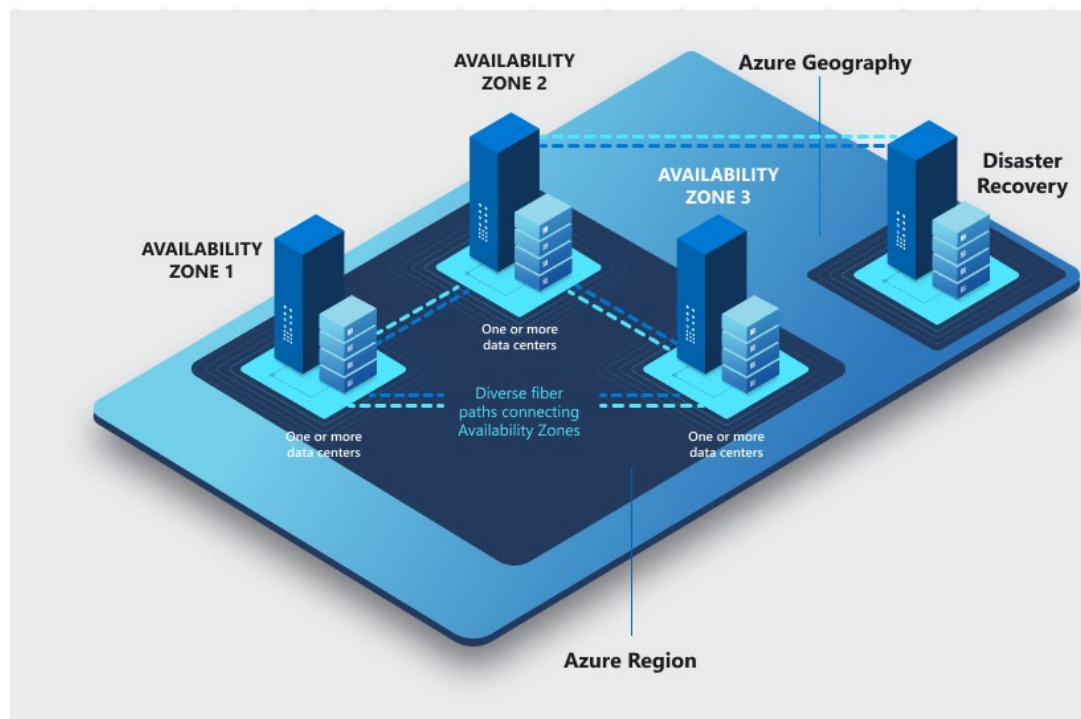 AVAILABILITY
ZONE 2
Azure Geography
Disaster
Recovery
AVAILABILITY
ZONE 3
AVAILABILITY
ZONE 1
One or more
data centers
Diverse fiber
paths connecting
Availability Zones
One or more
data centers
One or more
data centers
Azure Region